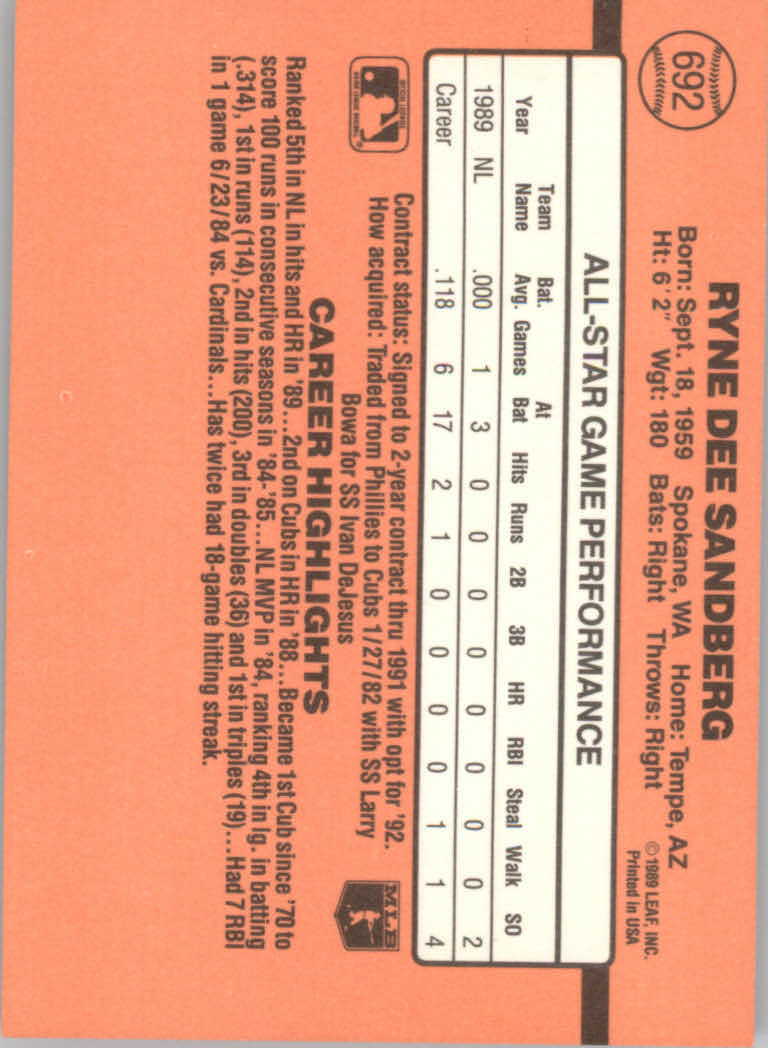 692
RYNE DEE SANDBERG
Born: Sept. 18, 1959 Spokane, WA Home: Tempe, AZ
Ht: 6' 2" Wgt: 180 Bats: Right Throws: Right
© 1989 LEAF, INC.
Printed in USA
ALL-STAR GAME PERFORMANCE
Year Team Name Bat. Avg. Games At Bat Hits Runs 2B 3B HR RBI Steal Walk SO
1989 NL .000 1 3 0 0 0 0 0 0 0 0 2
Career .118 6 17 2 1 0 0 0 0 1 1 4
Contract status: Signed to 2-year contract thru 1991 with opt for '92.
How acquired: Traded from Phillies to Cubs 1/27/82 with SS Larry
Bowa for SS Ivan DeJesus
MLB
CAREER HIGHLIGHTS
Ranked 5th in NL in hits and HR in '89...2nd on Cubs in HR in '88...Became 1st Cub since '70 to
score 100 runs in consecutive seasons in '84-'85...NL MVP in '84, ranking 4th in lg. in batting
(.314), 1st in runs (114), 2nd in hits (200), 3rd in doubles (36) and 1st in triples (19)...Had 7 RBI
in 1 game 6/23/84 vs. Cardinals...Has twice had 18-game hitting streak.